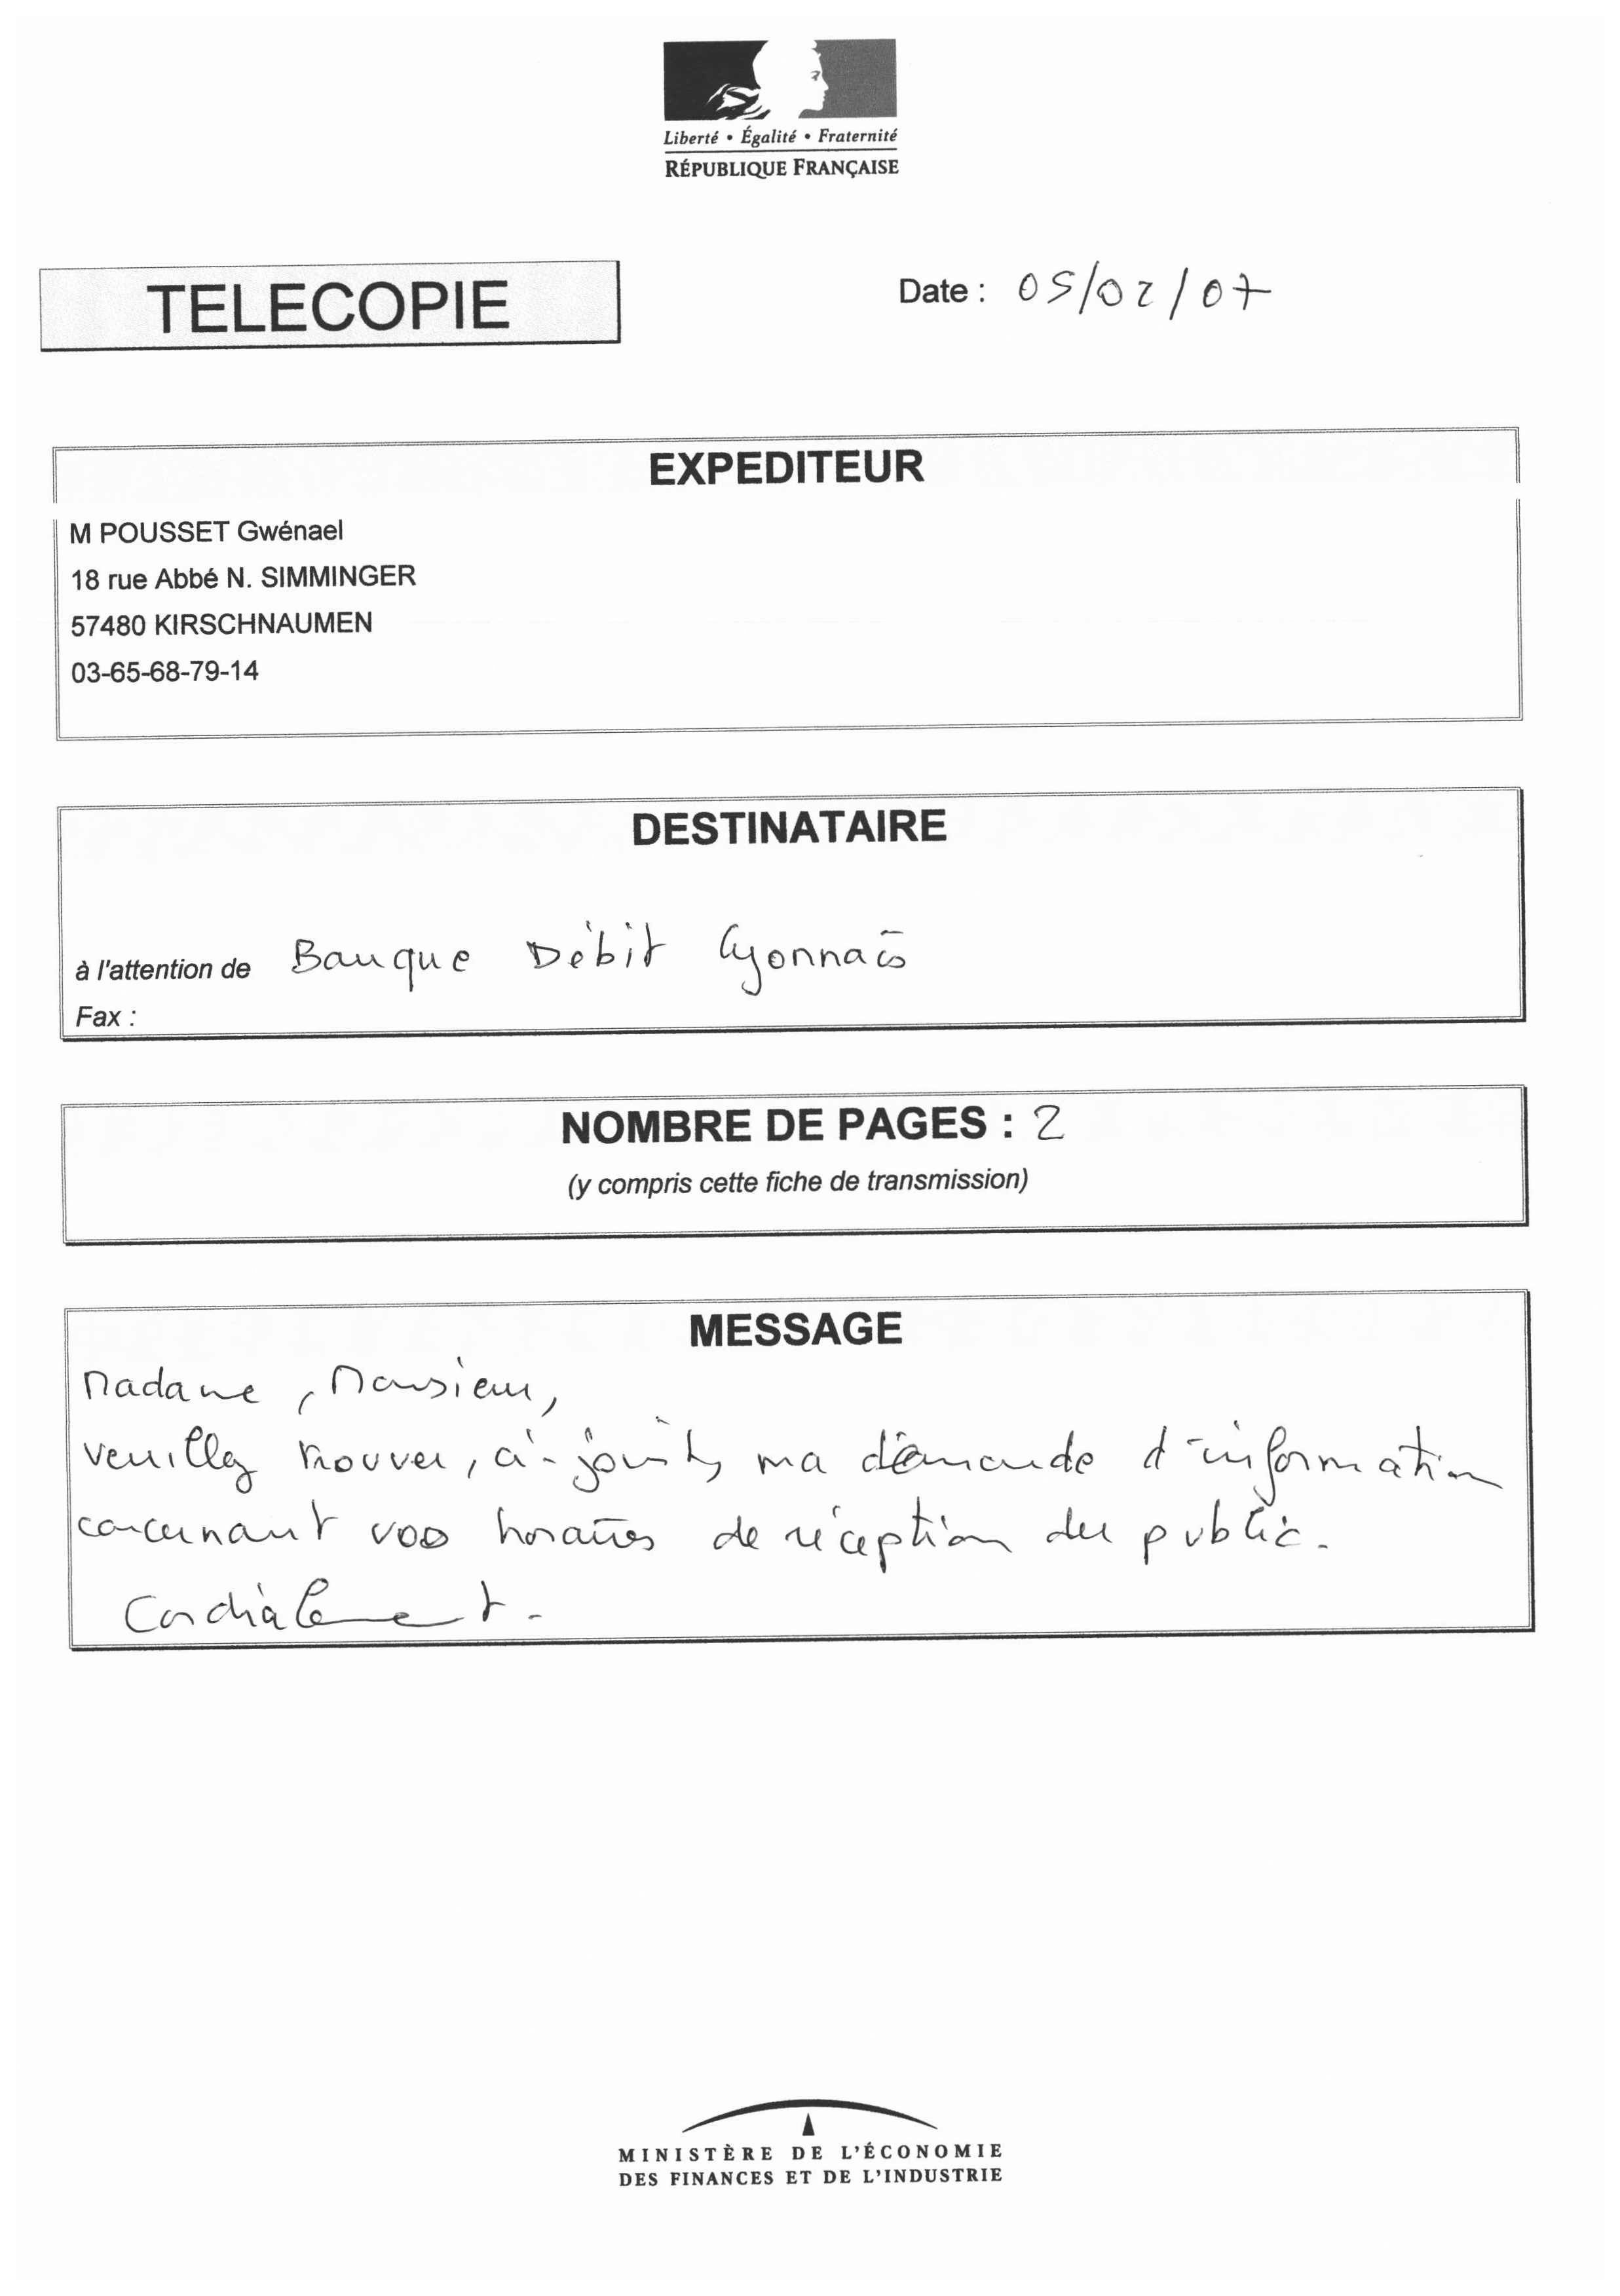 Liberté • Égalité • Fraternité
RÉPUBLIQUE FRANÇAISE
TELECOPIE
Date : 05/02/07
EXPEDITEUR
M POUSSET Gwénael
18 rue Abbé N. SIMMINGER
57480 KIRSCHNAUMEN
03-65-68-79-14
DESTINATAIRE
à l'attention de Banque Débit Lyonnais
Fax :
NOMBRE DE PAGES : 2
(y compris cette fiche de transmission)
MESSAGE
Madame, Monsieur,
veuillez trouver, ci-joint, ma demande d'information
concernant vos horaires de réception du public.
Cordialement.
MINISTÈRE DE L'ÉCONOMIE
DES FINANCES ET DE L'INDUSTRIE